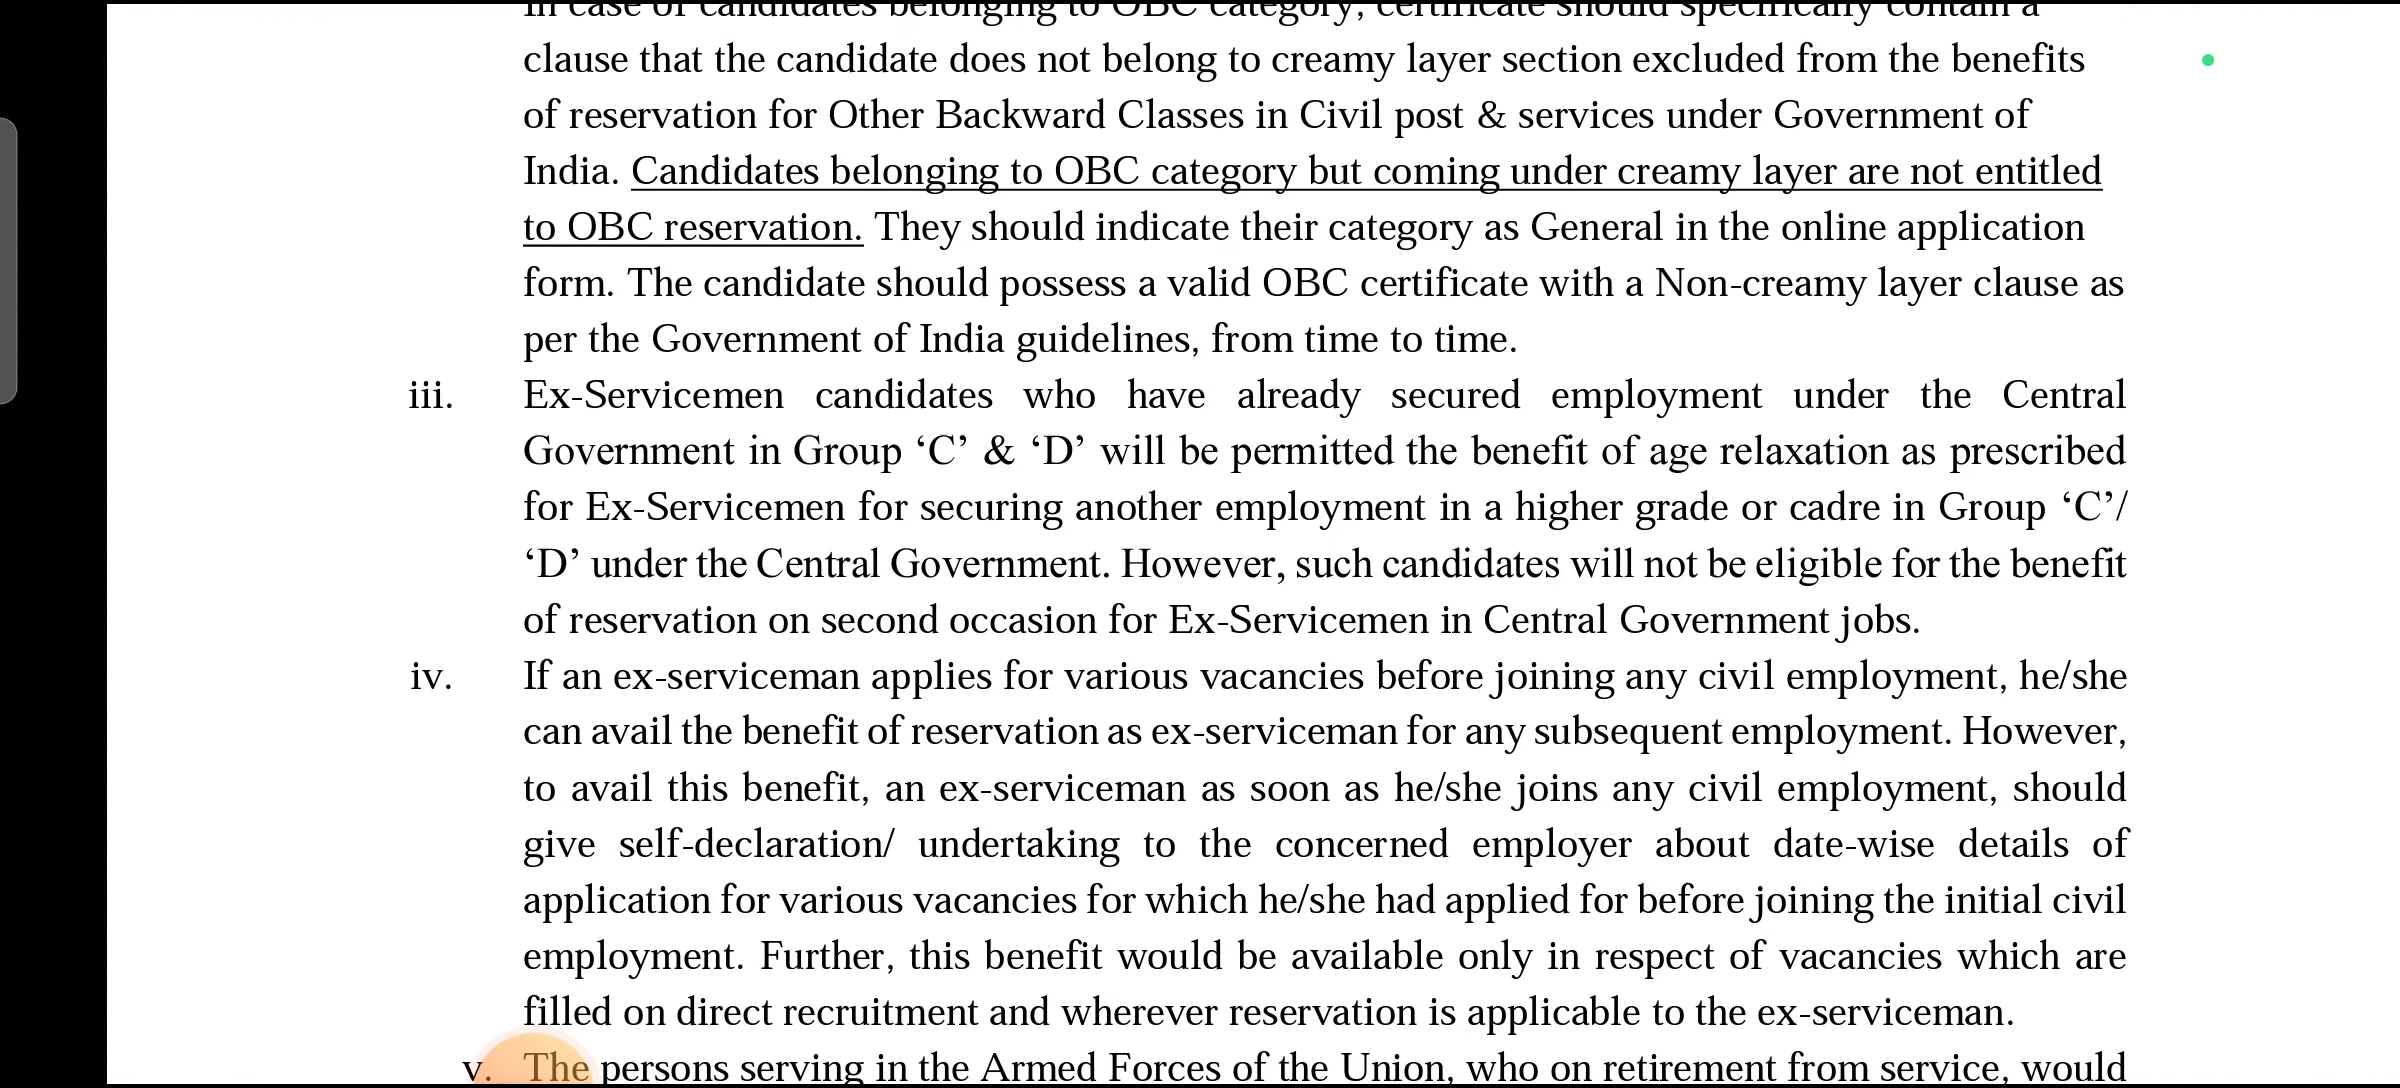 In case of candidates belonging to OBC category, certificate should specifically contain a
clause that the candidate does not belong to creamy layer section excluded from the benefits
of reservation for Other Backward Classes in Civil post & services under Government of
India. Candidates belonging to OBC category but coming under creamy layer are not entitled
to OBC reservation. They should indicate their category as General in the online application
form. The candidate should possess a valid OBC certificate with a Non-creamy layer clause as
per the Government of India guidelines, from time to time.
iii. Ex-Servicemen candidates who have already secured employment under the Central
Government in Group ‘C’ & ‘D’ will be permitted the benefit of age relaxation as prescribed
for Ex-Servicemen for securing another employment in a higher grade or cadre in Group ‘C’/
‘D’ under the Central Government. However, such candidates will not be eligible for the benefit
of reservation on second occasion for Ex-Servicemen in Central Government jobs.
iv. If an ex-serviceman applies for various vacancies before joining any civil employment, he/she
can avail the benefit of reservation as ex-serviceman for any subsequent employment. However,
to avail this benefit, an ex-serviceman as soon as he/she joins any civil employment, should
give self-declaration/ undertaking to the concerned employer about date-wise details of
application for various vacancies for which he/she had applied for before joining the initial civil
employment. Further, this benefit would be available only in respect of vacancies which are
filled on direct recruitment and wherever reservation is applicable to the ex-serviceman.
v. The persons serving in the Armed Forces of the Union, who on retirement from service, would